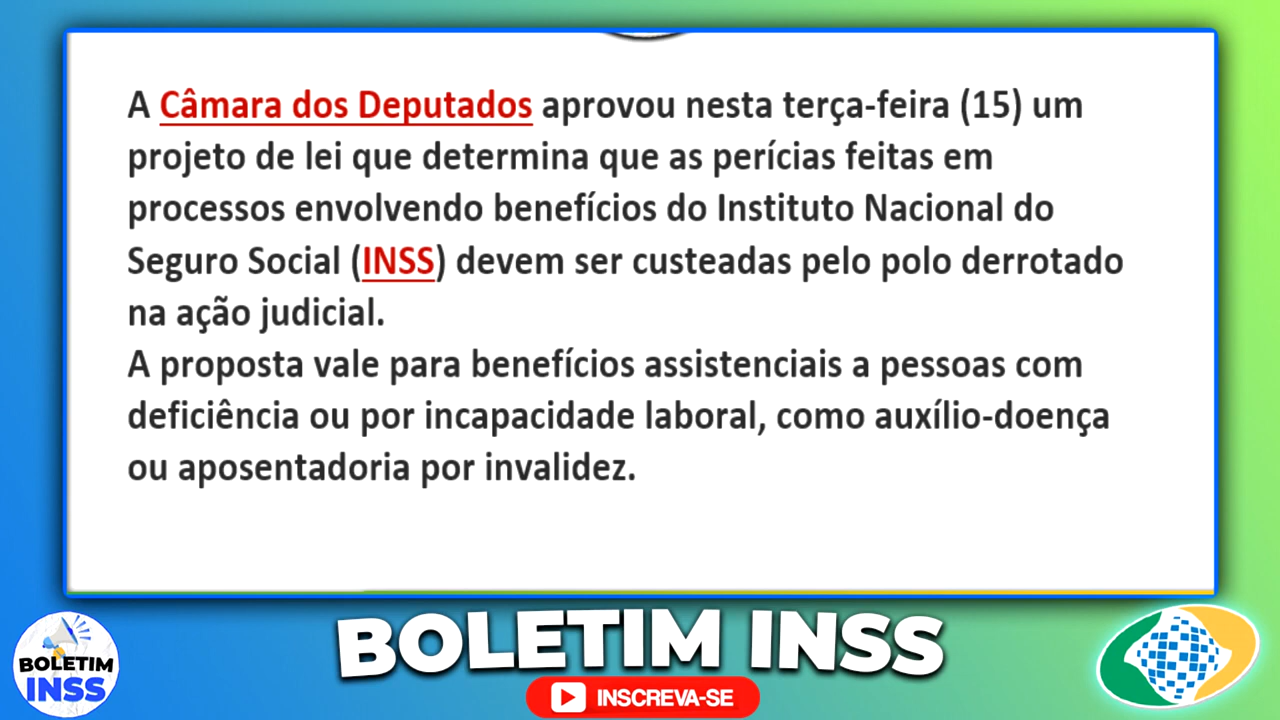 A Câmara dos Deputados aprovou nesta terça-feira (15) um
projeto de lei que determina que as perícias feitas em
processos envolvendo benefícios do Instituto Nacional do
Seguro Social (INSS) devem ser custeadas pelo polo derrotado
na ação judicial.
A proposta vale para benefícios assistenciais a pessoas com
deficiência ou por incapacidade laboral, como auxílio-doença
ou aposentadoria por invalidez.
BOLETIM INSS
INSCREVA-SE
BOLETIM
INSS